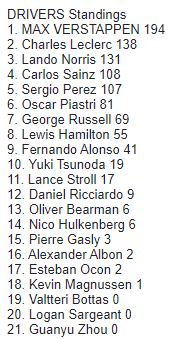 DRIVERS Standings
1. MAX VERSTAPPEN 194
2. Charles Leclerc 138
3. Lando Norris 131
4. Carlos Sainz 108
5. Sergio Perez 107
6. Oscar Piastri 81
7. George Russell 69
8. Lewis Hamilton 55
9. Fernando Alonso 41
10. Yuki Tsunoda 19
11. Lance Stroll 17
12. Daniel Ricciardo 9
13. Oliver Bearman 6
14. Nico Hulkenberg 6
15. Pierre Gasly 3
16. Alexander Albon 2
17. Esteban Ocon 2
18. Kevin Magnussen 1
19. Valtteri Bottas 0
20. Logan Sargeant 0
21. Guanyu Zhou 0